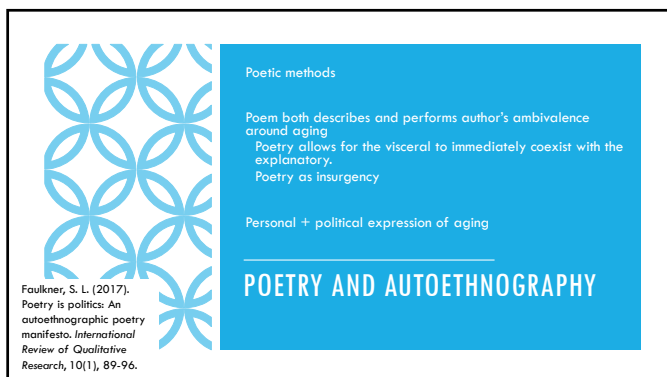 Poetic methods
Poem both describes and performs author's ambivalence
around aging
Poetry allows for the visceral to immediately coexist with the
explanatory.
Poetry as insurgency
Personal + political expression of aging
POETRY AND AUTOETHNOGRAPHY
Faulkner, S. L. (2017).
Poetry is politics: An
autoethnographic poetry
manifesto. International
Review of Qualitative
Research, 10(1), 89-96.